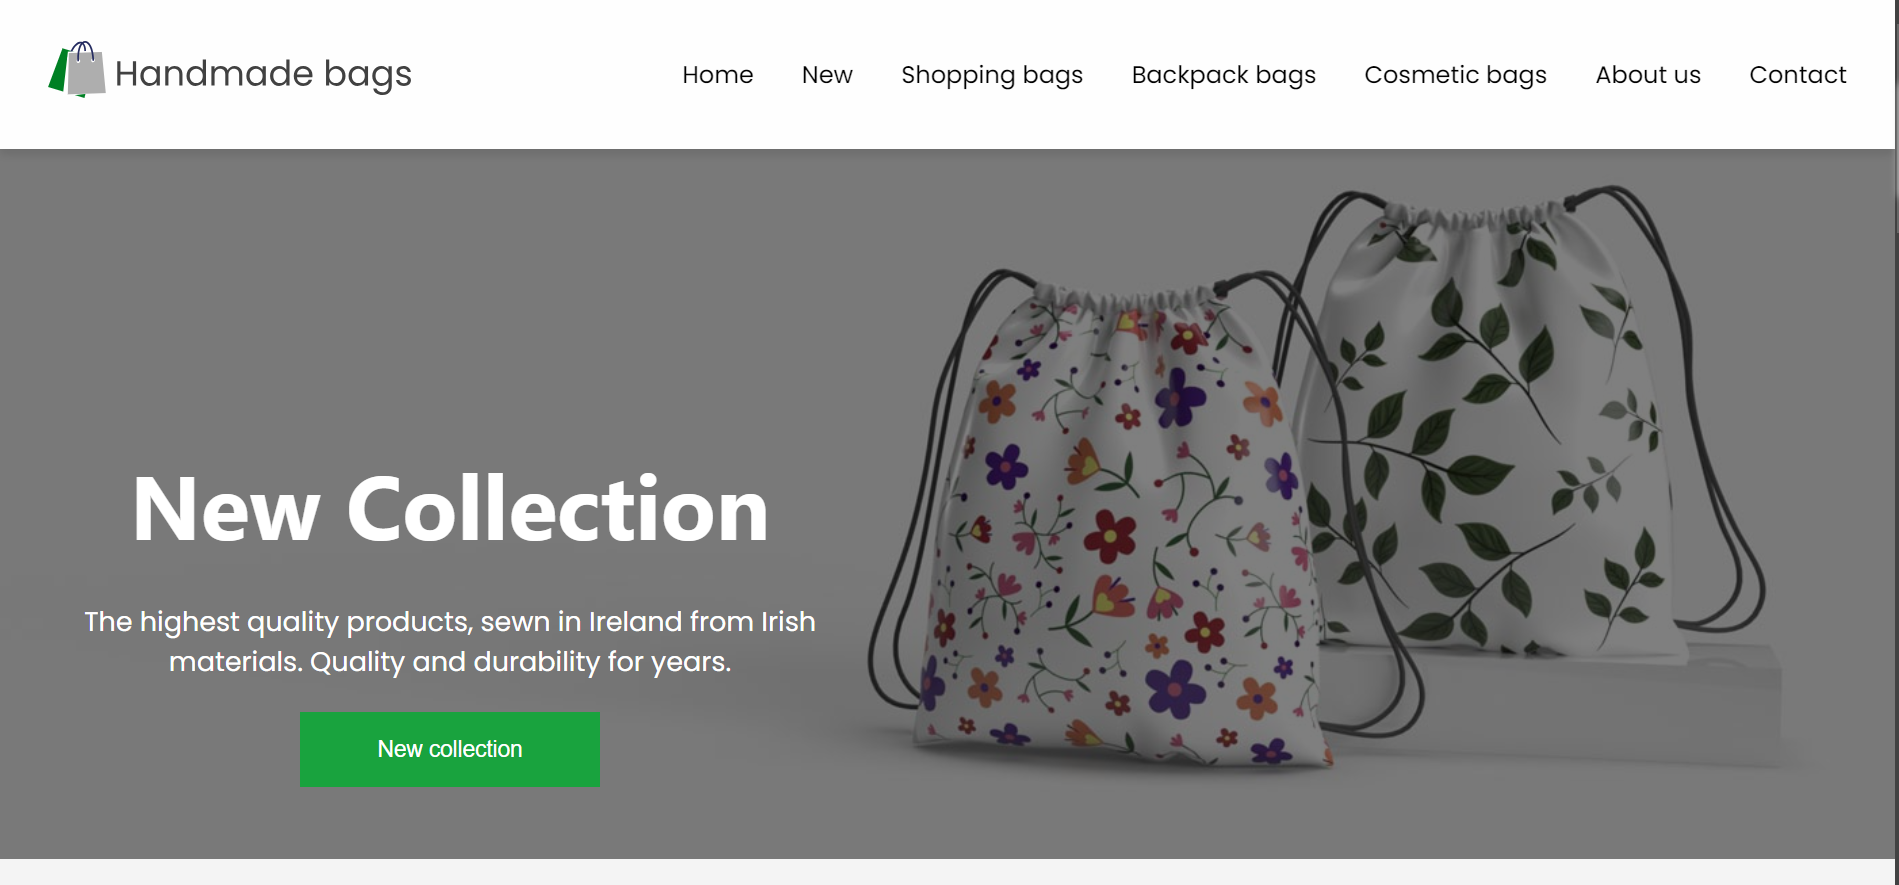 Handmade bags
Home New Shopping bags Backpack bags Cosmetic bags About us Contact
New Collection
The highest quality products, sewn in Ireland from Irish
materials. Quality and durability for years.
New collection